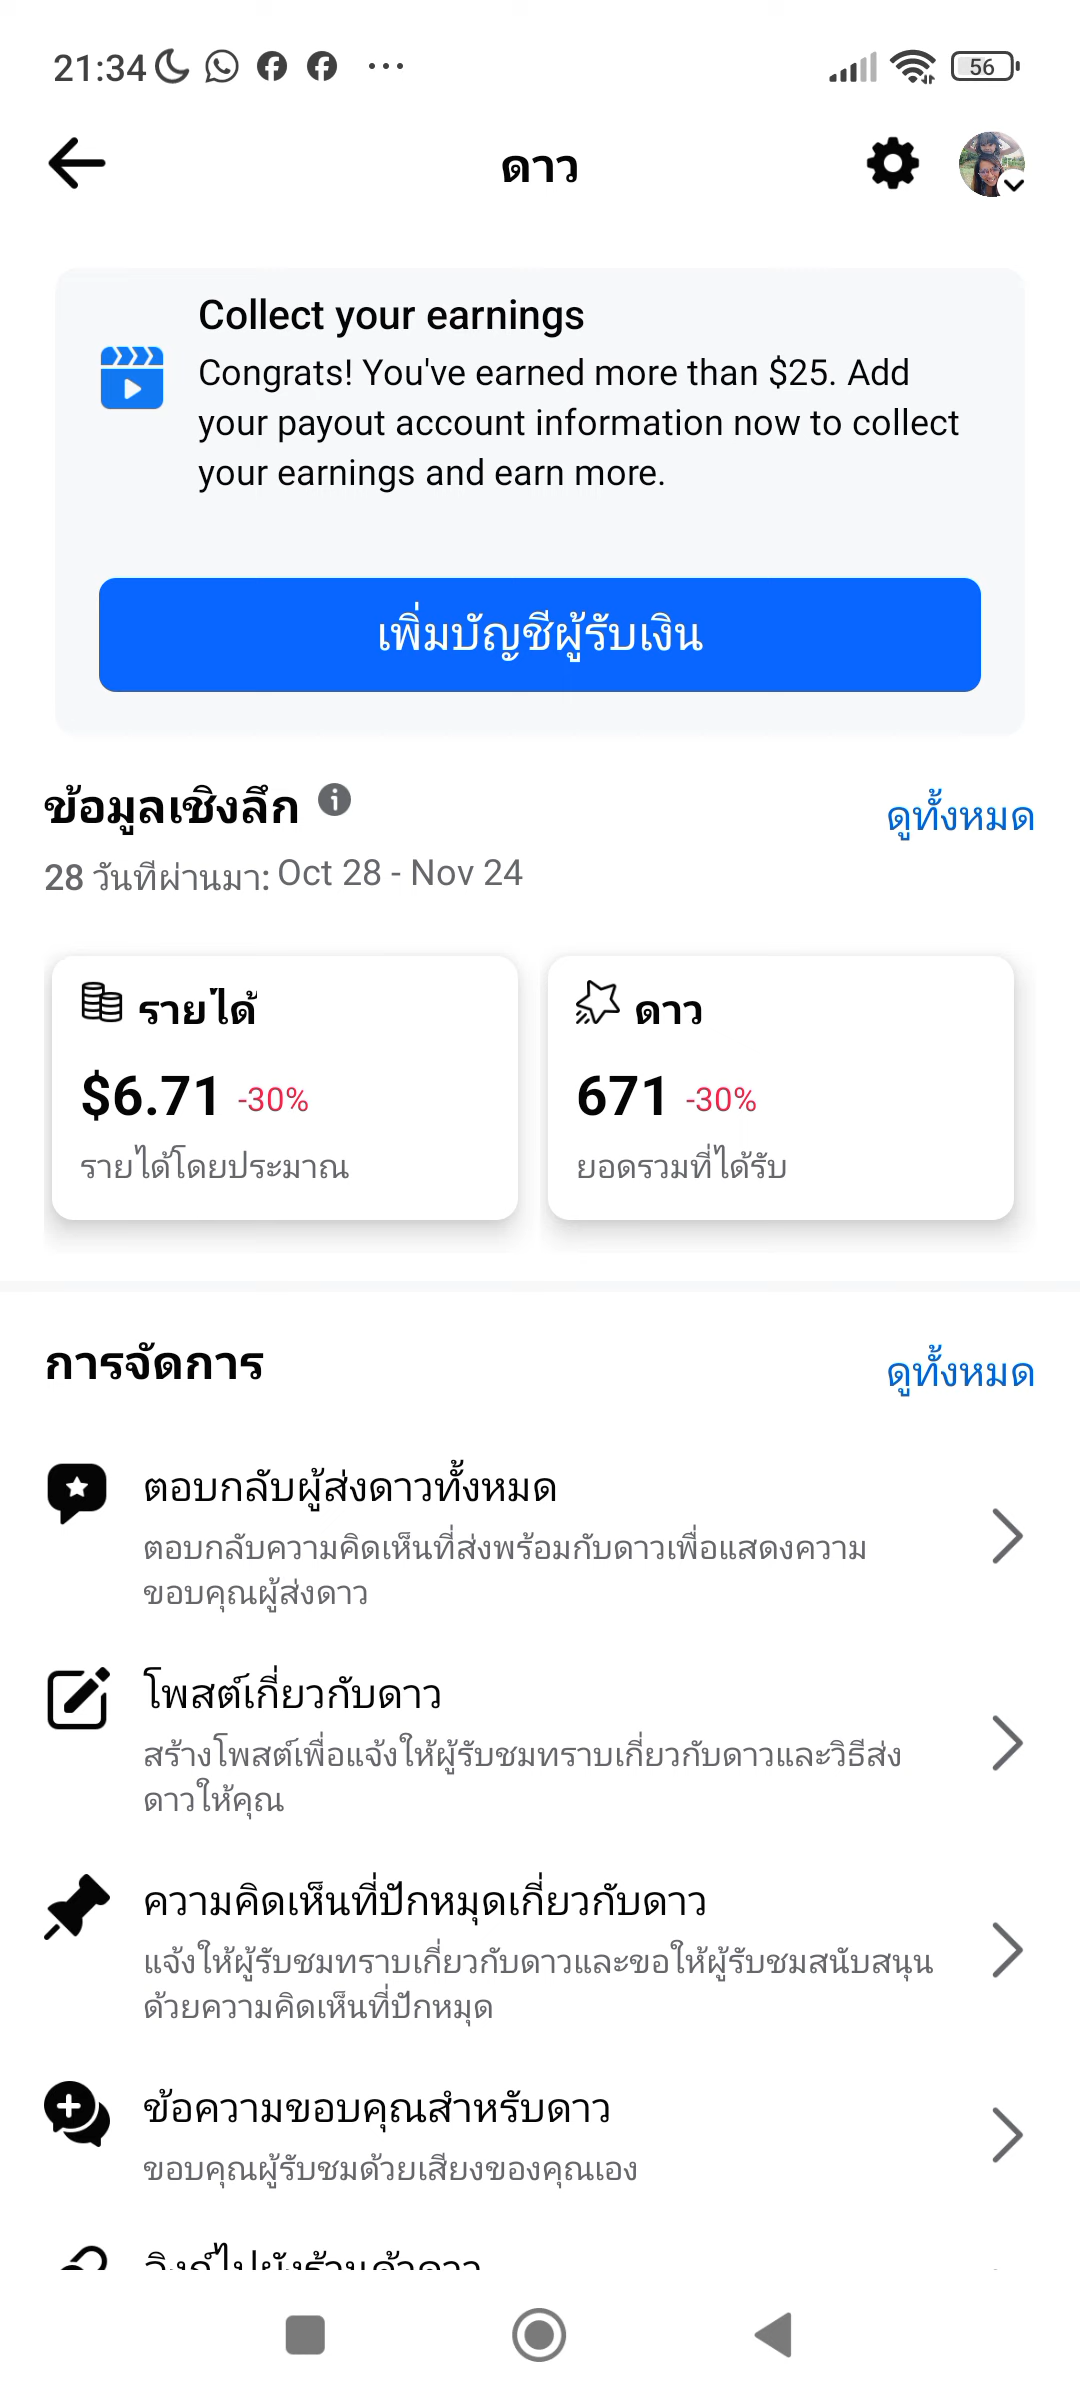 21:34 ... 56
ดาว
Collect your earnings
Congrats! You've earned more than $25. Add
your payout account information now to collect
your earnings and earn more.
เพิ่มบัญชีผู้รับเงิน
ข้อมูลเชิงลึก
ดูทั้งหมด
28 วันที่ผ่านมา: Oct 28 - Nov 24
รายได้
$6.71 -30%
รายได้โดยประมาณ
ดาว
671 -30%
ยอดรวมที่ได้รับ
การจัดการ
ดูทั้งหมด
ตอบกลับผู้ส่งดาวทั้งหมด
ตอบกลับความคิดเห็นที่ส่งพร้อมกับดาวเพื่อแสดงความ
ขอบคุณผู้ส่งดาว
โพสต์เกี่ยวกับดาว
สร้างโพสต์เพื่อแจ้งให้ผู้รับชมทราบเกี่ยวกับดาวและวิธีส่ง
ดาวให้คุณ
ความคิดเห็นที่ปักหมุดเกี่ยวกับดาว
แจ้งให้ผู้รับชมทราบเกี่ยวกับดาวและขอให้ผู้รับชมสนับสนุน
ด้วยความคิดเห็นที่ปักหมุด
ข้อความขอบคุณสำหรับดาว
ขอบคุณผู้รับชมด้วยเสียงของคุณเอง